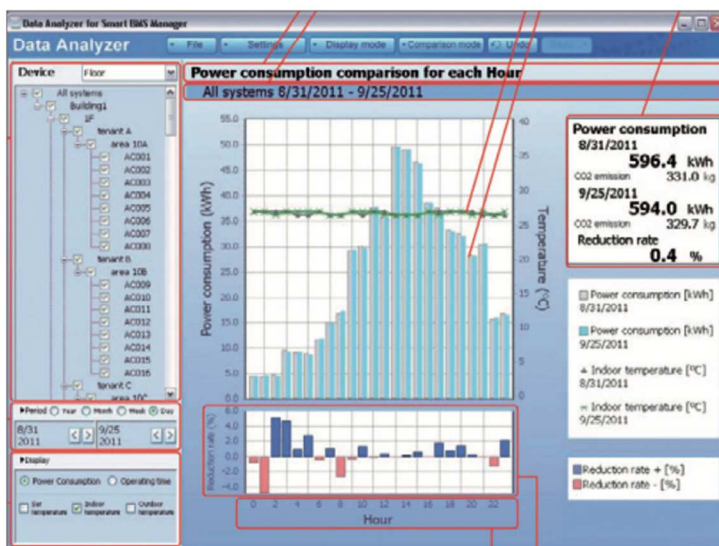 Data Analyzer for Smart BMS Manager
Data Analyzer
File
Settings
Display mode
Comparison mode
Undo
Device
Floor
All systems
Building1
1F
tenant A
area 10A
AC001
AC002
AC003
AC004
AC005
AC006
AC007
AC008
tenant B
area 10B
AC009
AC010
AC011
AC012
AC013
AC014
AC015
AC016
tenant C
area 10C
Period Year Month Week Day
8/31 2011
< >
9/25 2011
< >
Display
Power Consumption Operating time
Set temperature
Indoor temperature
Outdoor temperature
Power consumption comparison for each Hour
All systems 8/31/2011 - 9/25/2011
Power consumption (kWh)
55.0
50.0
45.0
40.0
35.0
30.0
25.0
20.0
15.0
10.0
5.0
0.0
40
35
30
25
20
15
10
5
0
Temperature (°C)
Reduction rate (%)
6.0
4.0
2.0
0.0
-2.0
-4.0
0 2 4 6 8 10 12 14 16 18 20 22
Hour
Power consumption
8/31/2011
596.4 kWh
CO2 emission 331.0 kg
9/25/2011
594.0 kWh
CO2 emission 329.7 kg
Reduction rate
0.4 %
Power consumption [kWh]
8/31/2011
Power consumption [kWh]
9/25/2011
Indoor temperature [°C]
8/31/2011
Indoor temperature [°C]
9/25/2011
Reduction rate + [%]
Reduction rate - [%]